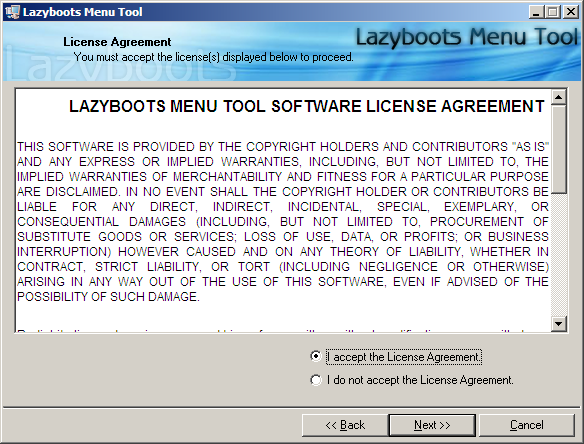 Lazyboots Menu Tool
License Agreement
You must accept the license(s) displayed below to proceed.
Lazyboots Menu Tool
Lazyboots
LAZYBOOTS MENU TOOL SOFTWARE LICENSE AGREEMENT
THIS SOFTWARE IS PROVIDED BY THE COPYRIGHT HOLDERS AND CONTRIBUTORS "AS IS"
AND ANY EXPRESS OR IMPLIED WARRANTIES, INCLUDING, BUT NOT LIMITED TO, THE
IMPLIED WARRANTIES OF MERCHANTABILITY AND FITNESS FOR A PARTICULAR PURPOSE
ARE DISCLAIMED. IN NO EVENT SHALL THE COPYRIGHT HOLDER OR CONTRIBUTORS BE
LIABLE FOR ANY DIRECT, INDIRECT, INCIDENTAL, SPECIAL, EXEMPLARY, OR
CONSEQUENTIAL DAMAGES (INCLUDING, BUT NOT LIMITED TO, PROCUREMENT OF
SUBSTITUTE GOODS OR SERVICES; LOSS OF USE, DATA, OR PROFITS; OR BUSINESS
INTERRUPTION) HOWEVER CAUSED AND ON ANY THEORY OF LIABILITY, WHETHER IN
CONTRACT, STRICT LIABILITY, OR TORT (INCLUDING NEGLIGENCE OR OTHERWISE)
ARISING IN ANY WAY OUT OF THE USE OF THIS SOFTWARE, EVEN IF ADVISED OF THE
POSSIBILITY OF SUCH DAMAGE.
I accept the License Agreement.
I do not accept the License Agreement.
<< Back
Next >>
Cancel